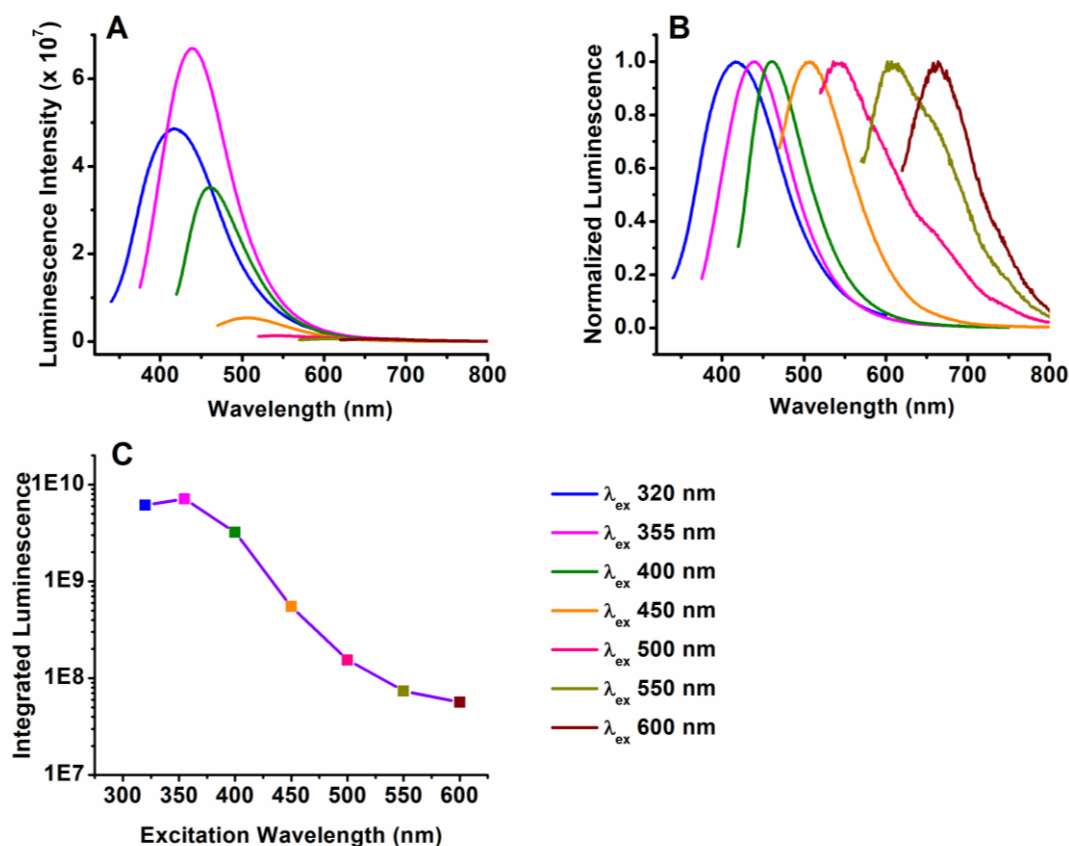 A
Luminescence Intensity (x 10⁷)
6
4
2
0
400 500 600 700 800
Wavelength (nm)
B
Normalized Luminescence
1.0
0.8
0.6
0.4
0.2
0.0
400 500 600 700 800
Wavelength (nm)
C
Integrated Luminescence
1E10
1E9
1E8
1E7
300 350 400 450 500 550 600
Excitation Wavelength (nm)
λex 320 nm
λex 355 nm
λex 400 nm
λex 450 nm
λex 500 nm
λex 550 nm
λex 600 nm